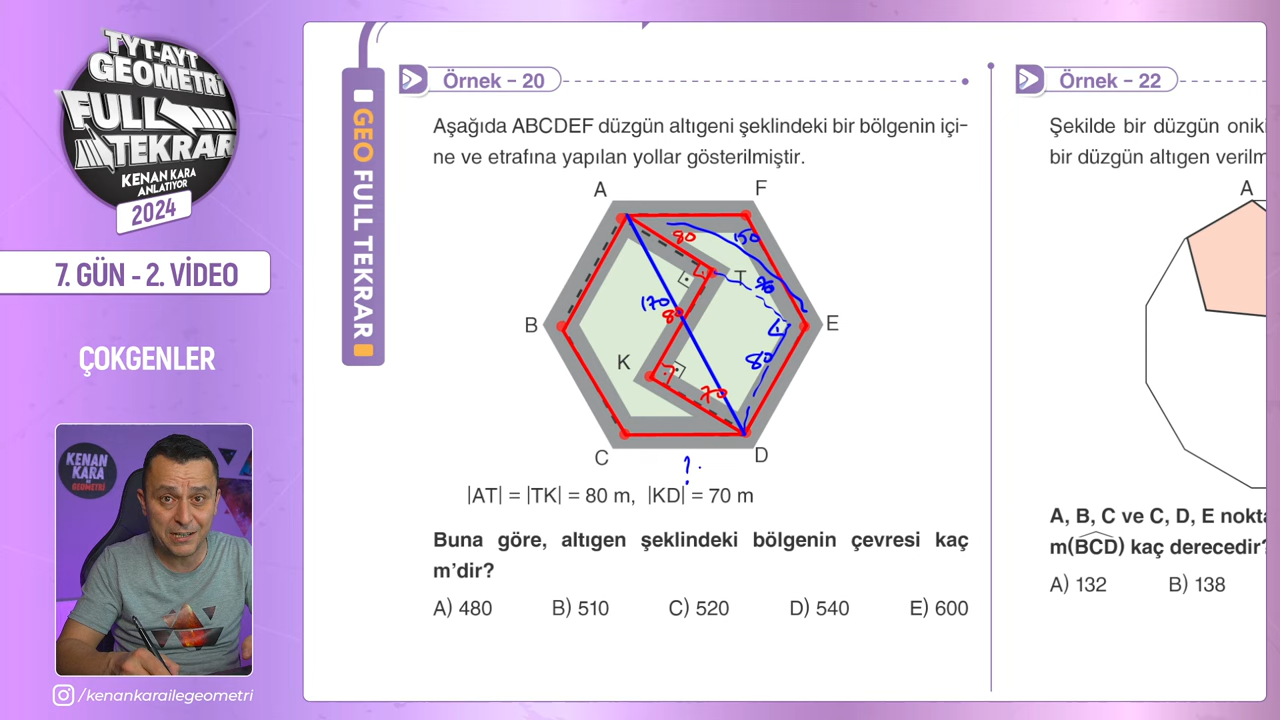 TYT-AYT
GEOMETRİ
FULL
TEKRAR
KENAN KARA
ANLATIYOR
2024
7. GÜN - 2. VİDEO
ÇOKGENLER
KENAN
KARA
İLE
GEOMETRİ
/kenankarailegeometri
GEO FULL TEKRAR
Örnek – 20
Aşağıda ABCDEF düzgün altıgeni şeklindeki bir bölgenin içi-
ne ve etrafına yapılan yollar gösterilmiştir.
A
F
80
150
T
170
80
B
E
K
80
70
C
D
?
|AT| = |TK| = 80 m, |KD| = 70 m
Buna göre, altıgen şeklindeki bölgenin çevresi kaç
m'dir?
A) 480 B) 510 C) 520 D) 540 E) 600
Örnek – 22
Şekilde bir düzgün onik
bir düzgün altıgen verilm
A
A, B, C ve C, D, E nokta
m(BCD) kaç derecedir?
A) 132 B) 138